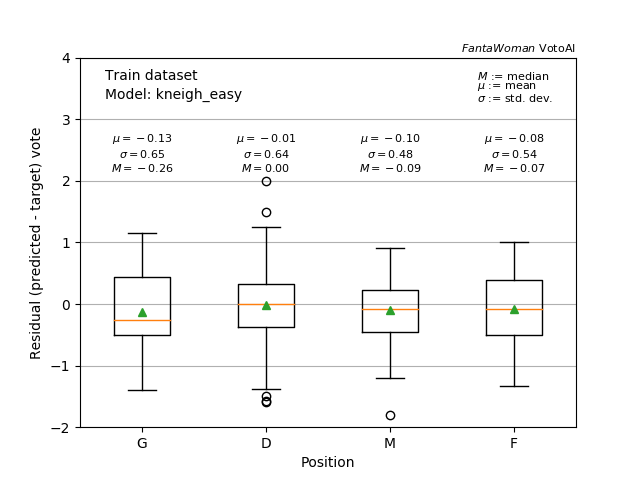 FantaWoman VotoAI
Train dataset
Model: kneigh_easy
M := median
μ := mean
σ := std. dev.
μ = −0.13
σ = 0.65
M = −0.26
μ = −0.01
σ = 0.64
M = 0.00
μ = −0.10
σ = 0.48
M = −0.09
μ = −0.08
σ = 0.54
M = −0.07
Residual (predicted - target) vote
4
3
2
1
0
−1
−2
G D M F
Position